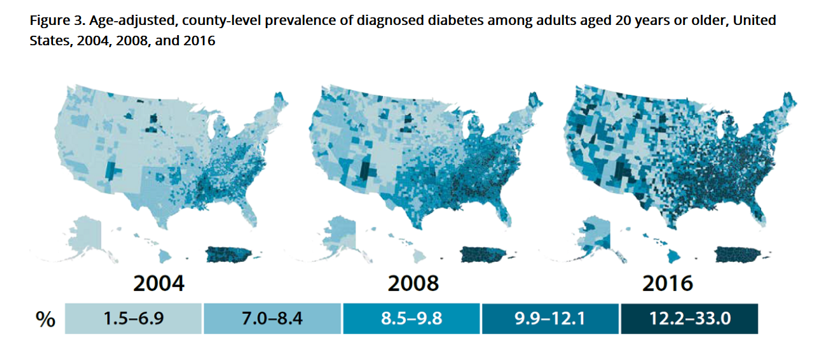 Figure 3. Age-adjusted, county-level prevalence of diagnosed diabetes among adults aged 20 years or older, United
States, 2004, 2008, and 2016
2004 2008 2016
% 1.5–6.9 7.0–8.4 8.5–9.8 9.9–12.1 12.2–33.0